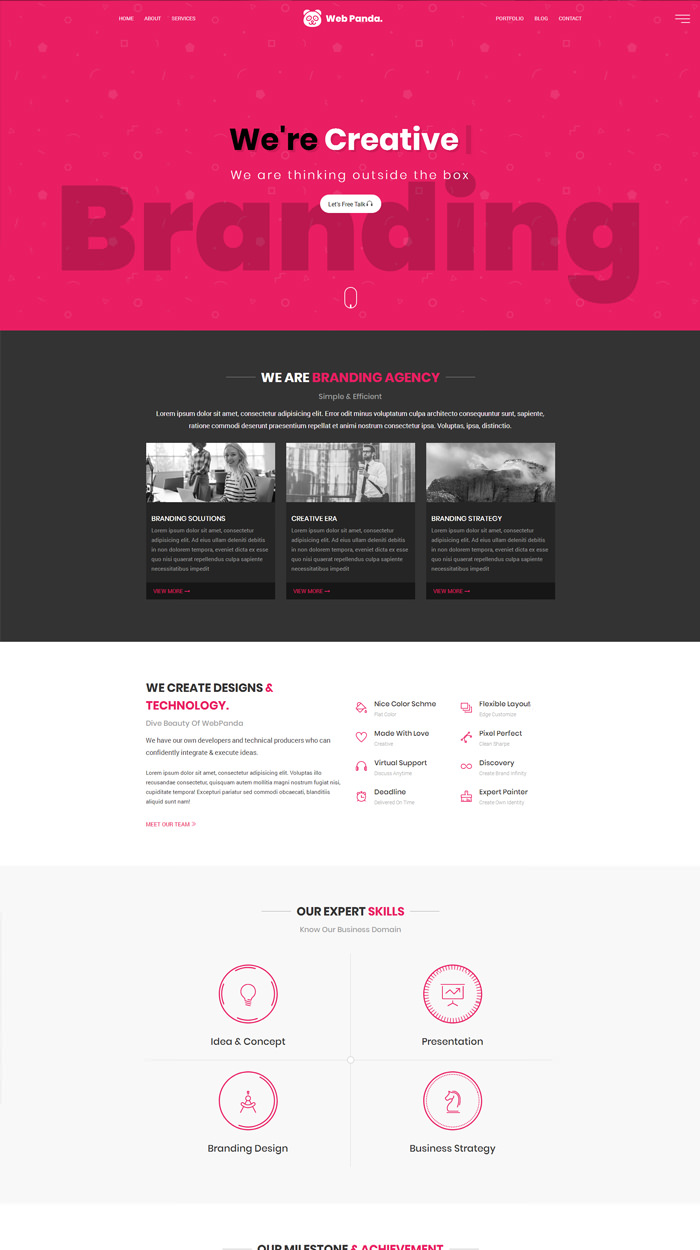 HOME ABOUT SERVICES
Web Panda.
PORTFOLIO BLOG CONTACT
We're Creative
We are thinking outside the box
Let's Free Talk
Branding
WE ARE BRANDING AGENCY
Simple & Efficient
Lorem ipsum dolor sit amet, consectetur adipisicing elit. Error odit minus voluptatum culpa architecto consequuntur sunt, sapiente,
ratione commodi deserunt praesentium repellat et animi nostrum consectetur ipsa. Voluptas, ipsa, distinctio.
BRANDING SOLUTIONS
Lorem ipsum dolor sit amet, consectetur
adipisicing elit. Ad eius ullam deleniti debitis
in non dolorem tempora, eveniet dicta ex esse
quo nisi quaerat repellendus culpa sapiente
necessitatibus impedit
VIEW MORE
CREATIVE ERA
Lorem ipsum dolor sit amet, consectetur
adipisicing elit. Ad eius ullam deleniti debitis
in non dolorem tempora, eveniet dicta ex esse
quo nisi quaerat repellendus culpa sapiente
necessitatibus impedit
VIEW MORE
BRANDING STRATEGY
Lorem ipsum dolor sit amet, consectetur
adipisicing elit. Ad eius ullam deleniti debitis
in non dolorem tempora, eveniet dicta ex esse
quo nisi quaerat repellendus culpa sapiente
necessitatibus impedit
VIEW MORE
WE CREATE DESIGNS &
TECHNOLOGY.
Dive Beauty Of WebPanda
We have our own developers and technical producers who can
confidently integrate & execute ideas.
Lorem ipsum dolor sit amet, consectetur adipisicing elit. Voluptas illo
recusandae consectetur, quisquam autem mollitia magni nostrum fugiat nisi,
cupiditate tempora! Excepturi pariatur sed commodi obcaecati, blanditiis
aliquid sunt nam!
MEET OUR TEAM
Nice Color Schme
Flat Color
Flexible Layout
Edge Customize
Made With Love
Creative
Pixel Perfect
Clean Sharpe
Virtual Support
Discuss Anytime
Discovery
Create Brand Infinity
Deadline
Delivered On Time
Expert Painter
Create Own Identity
OUR EXPERT SKILLS
Know Our Business Domain
Idea & Concept
Presentation
Branding Design
Business Strategy
OUR MILESTONE & ACHIEVEMENT